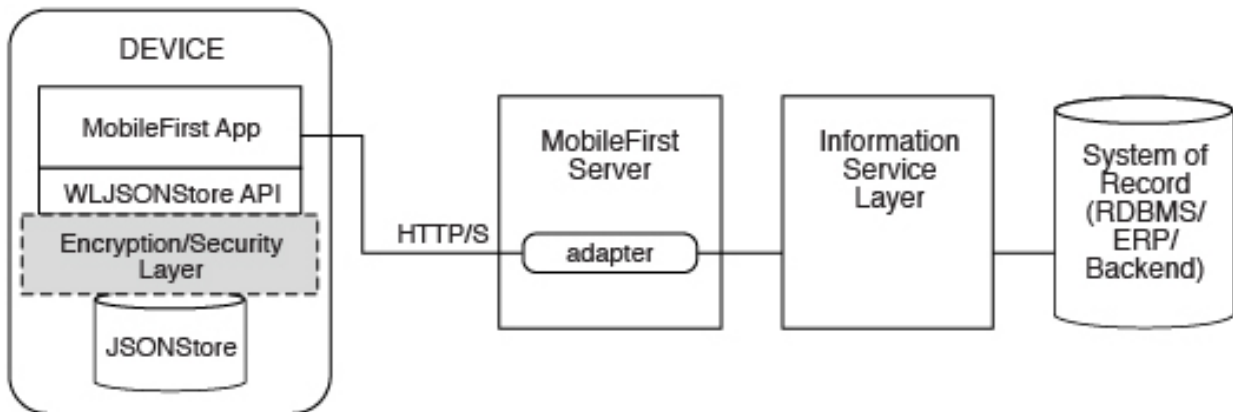 DEVICE
MobileFirst App
WLJSONStore API
Encryption/Security
Layer
JSONStore
HTTP/S
MobileFirst
Server
adapter
Information
Service
Layer
System of
Record
(RDBMS/
ERP/
Backend)